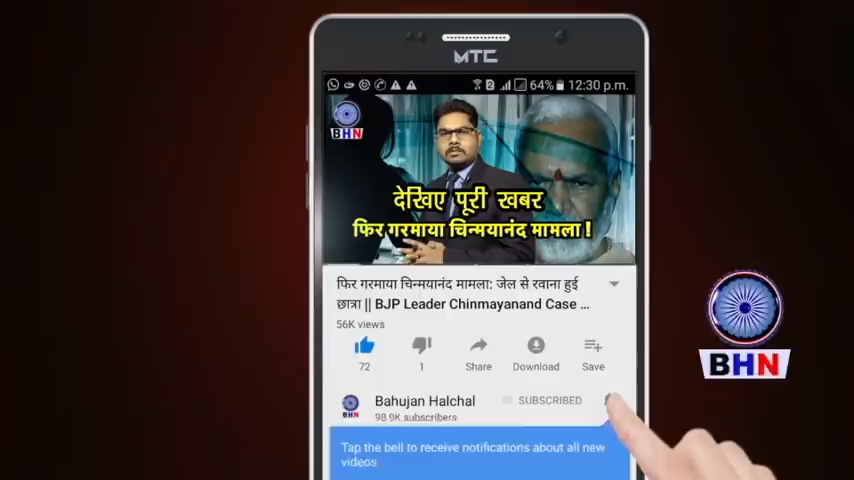 MTC
64% 12:30 p.m.
BHN
देखिए पूरी खबर
फिर गरमाया चिन्मयानंद मामला !
फिर गरमाया चिन्मयानंद मामला: जेल से रवाना हुई
छात्रा || BJP Leader Chinmayanand Case ...
56K views
72
1
Share
Download
Save
BHN
Bahujan Halchal
SUBSCRIBED
98.9K subscribers
Tap the bell to receive notifications about all new
videos
BHN